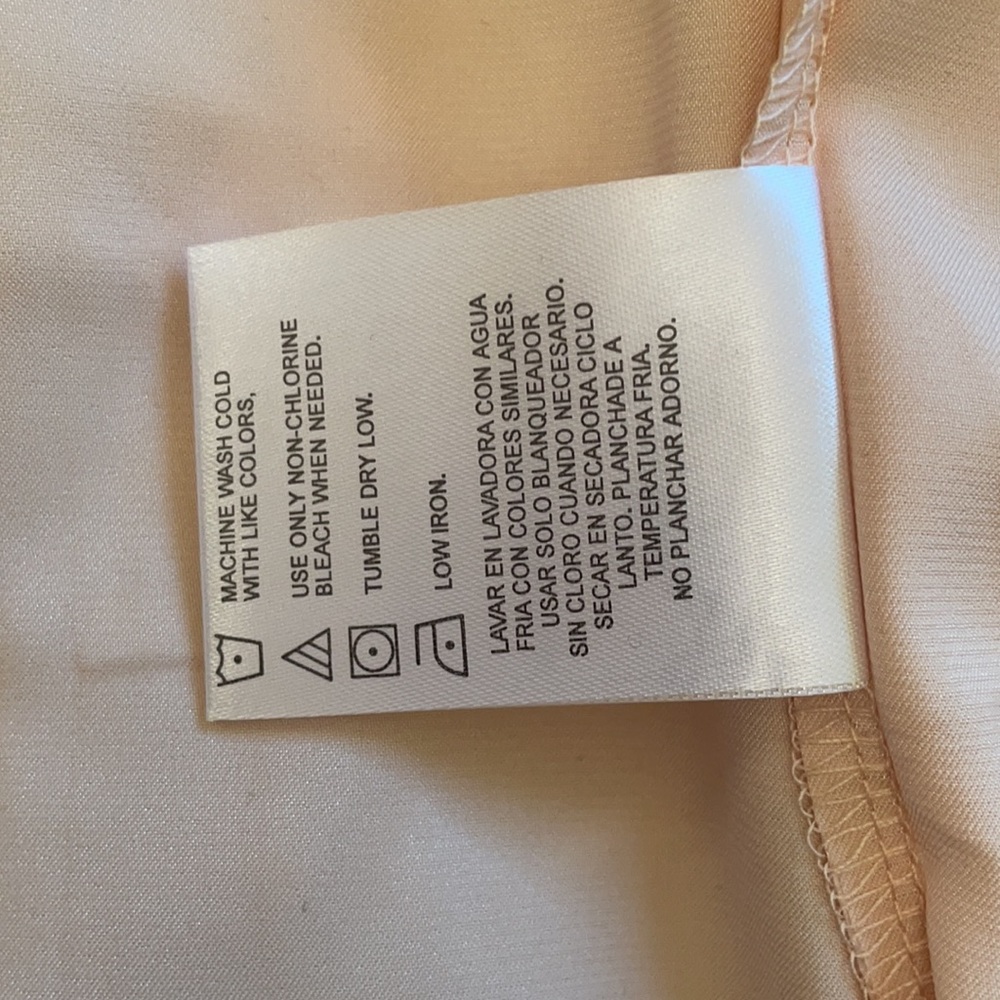 MACHINE WASH COLD
WITH LIKE COLORS,
USE ONLY NON-CHLORINE
BLEACH WHEN NEEDED.
TUMBLE DRY LOW.
LOW IRON.
LAVAR EN LAVADORA CON AGUA
FRIA CON COLORES SIMILARES.
USAR SOLO BLANQUEADOR
SIN CLORO CUANDO NECESARIO.
SECAR EN SECADORA CICLO
LANTO. PLANCHADE A
TEMPERATURA FRIA.
NO PLANCHAR ADORNO.